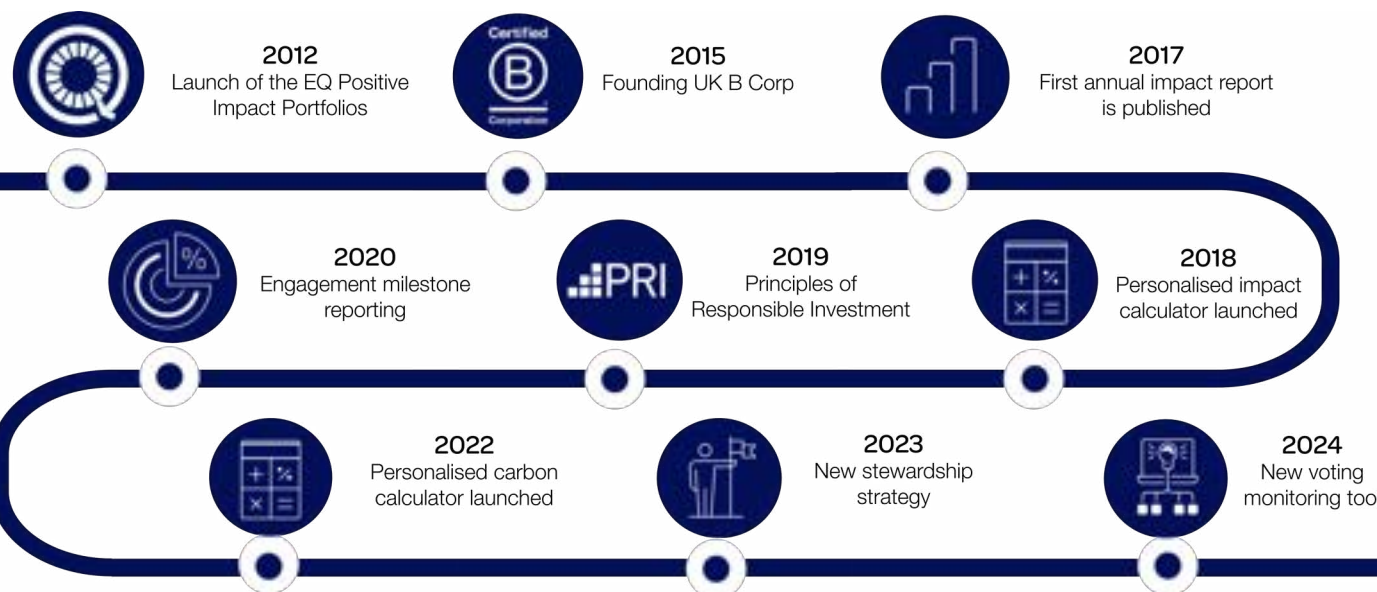 2012
Launch of the EQ Positive
Impact Portfolios
Certified
B
Corporation
2015
Founding UK B Corp
2017
First annual impact report
is published
2018
Personalised impact
calculator launched
PRI
2019
Principles of
Responsible Investment
%
2020
Engagement milestone
reporting
2022
Personalised carbon
calculator launched
2023
New stewardship
strategy
2024
New voting
monitoring too